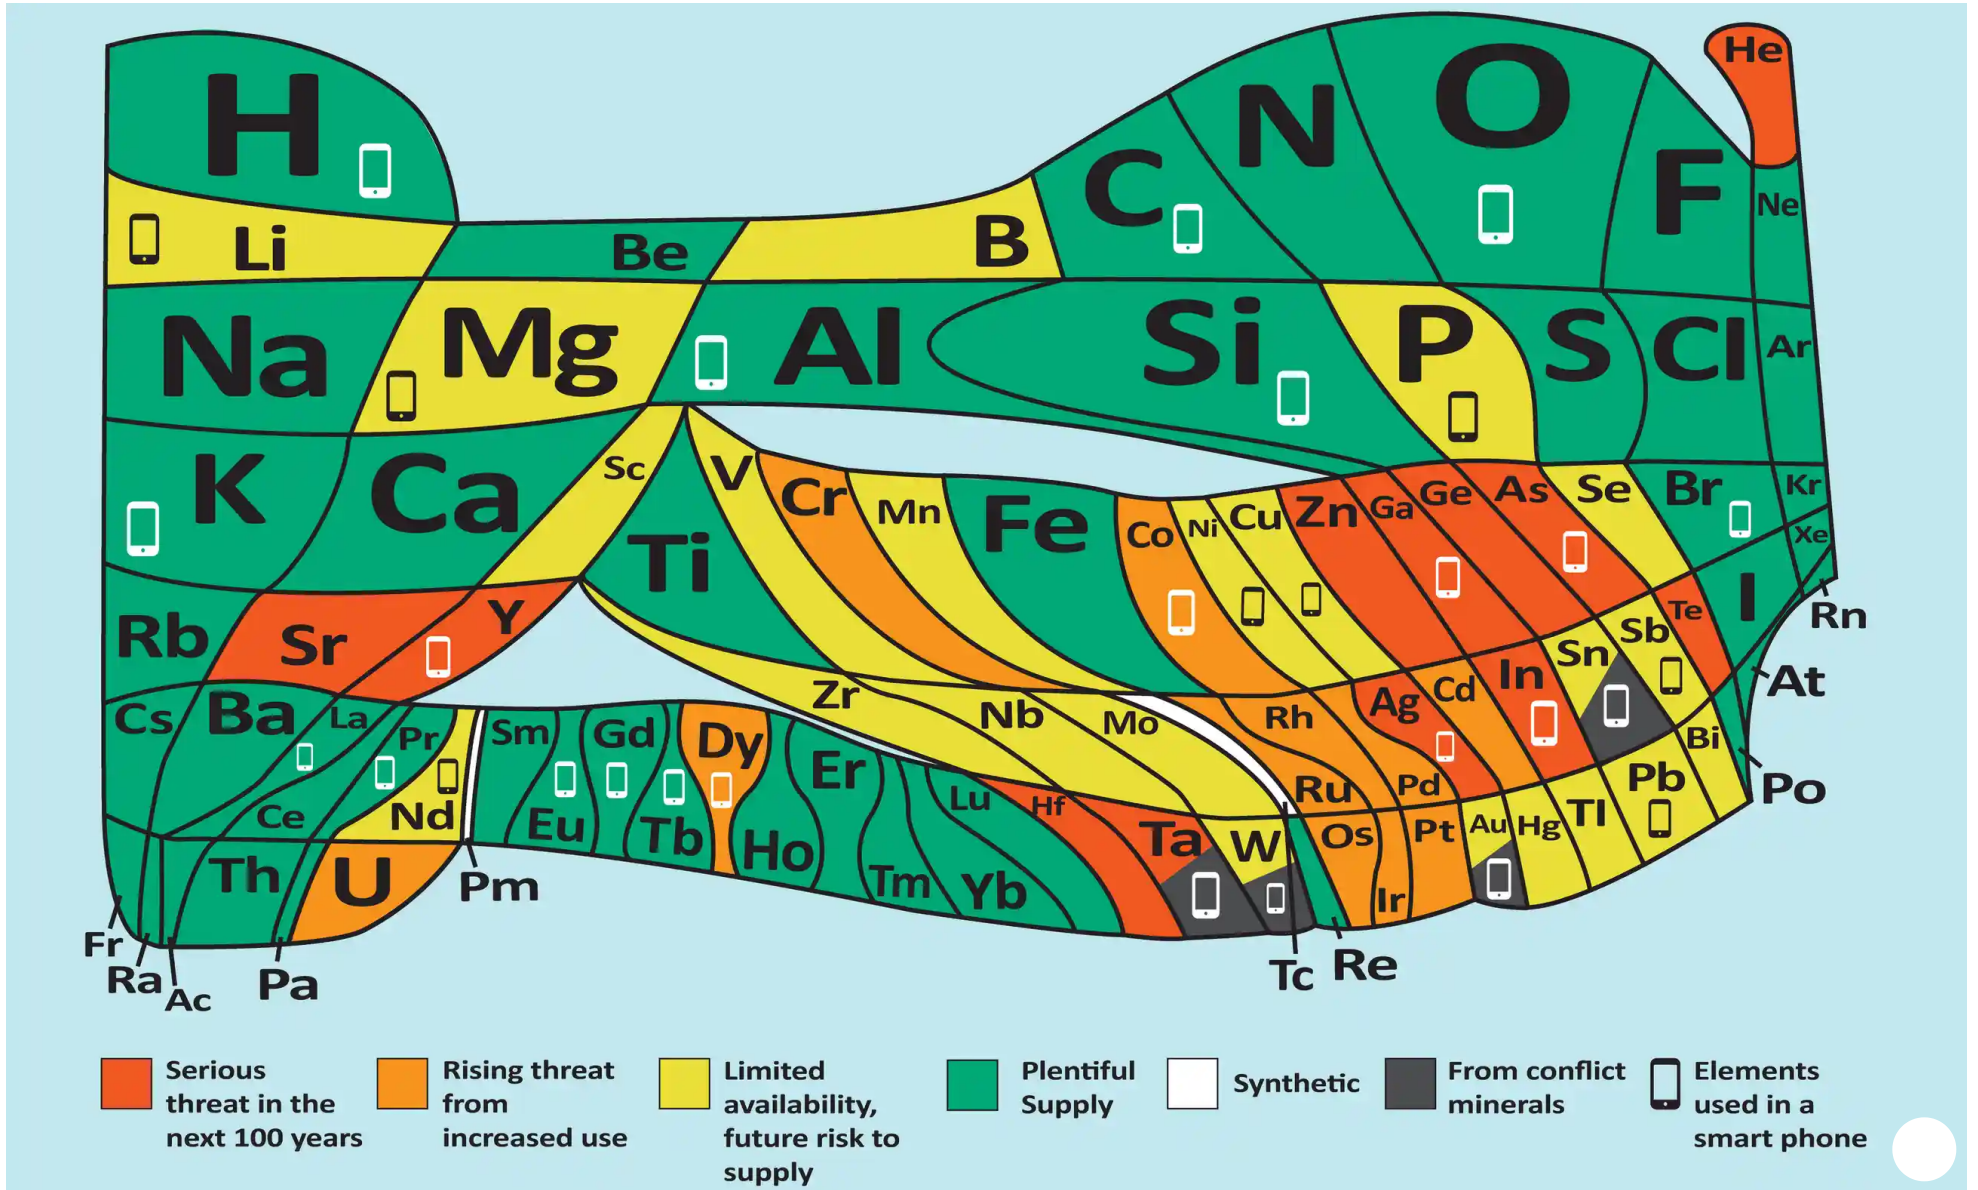 H
He
Li
Be
B
C
N
O
F
Ne
Na
Mg
Al
Si
P
S
Cl
Ar
K
Ca
Sc
Ti
V
Cr
Mn
Fe
Co
Ni
Cu
Zn
Ga
Ge
As
Se
Br
Kr
Rb
Sr
Y
Zr
Nb
Mo
Rh
Ru
Pd
Ag
Cd
In
Sn
Sb
Te
I
Xe
Rn
Cs
Ba
La
Ce
Pr
Nd
Sm
Eu
Gd
Tb
Dy
Ho
Er
Tm
Yb
Lu
Hf
Ta
W
Os
Ir
Pt
Au
Hg
Tl
Pb
Bi
At
Po
Th
U
Pm
Fr
Ra
Ac
Pa
Tc
Re
Serious
threat in the
next 100 years
Rising threat
from
increased use
Limited
availability,
future risk to
supply
Plentiful
Supply
Synthetic
From conflict
minerals
Elements
used in a
smart phone